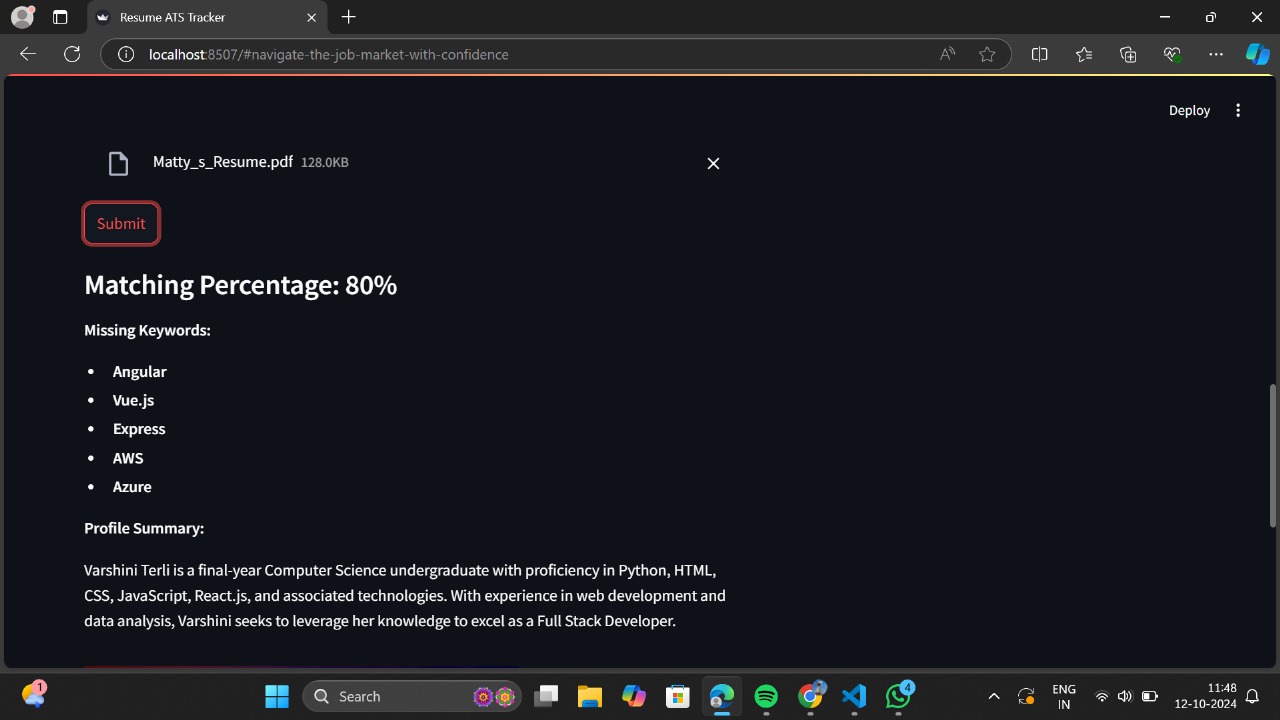 Resume ATS Tracker
localhost:8507/#navigate-the-job-market-with-confidence
Deploy
Matty_s_Resume.pdf 128.0KB
Submit
Matching Percentage: 80%
Missing Keywords:
• Angular
• Vue.js
• Express
• AWS
• Azure
Profile Summary:
Varshini Terli is a final-year Computer Science undergraduate with proficiency in Python, HTML,
CSS, JavaScript, React.js, and associated technologies. With experience in web development and
data analysis, Varshini seeks to leverage her knowledge to excel as a Full Stack Developer.
1
Search
4
ENG
IN
11:48
12-10-2024